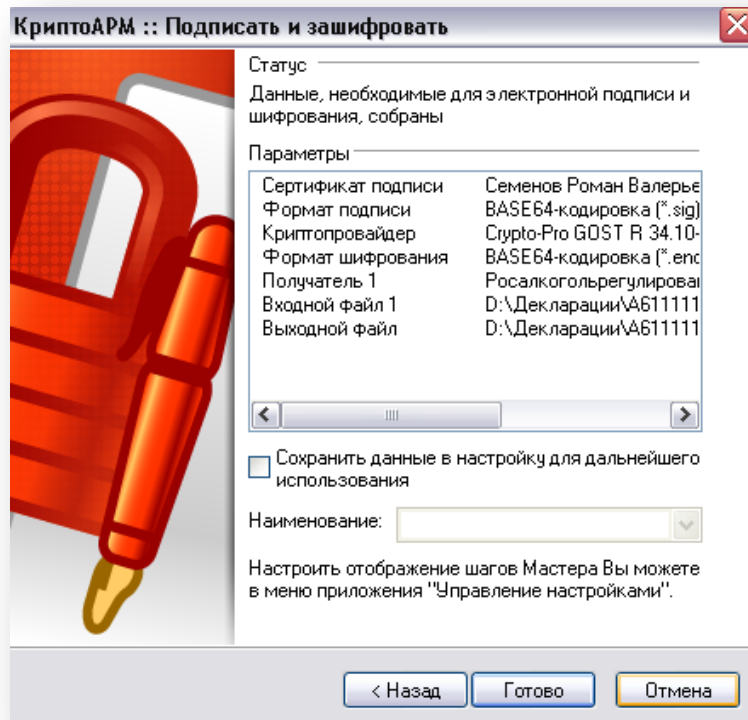 КриптоАРМ :: Подписать и зашифровать
Статус
Данные, необходимые для электронной подписи и
шифрования, собраны
Параметры
Сертификат подписи Семенов Роман Валерье
Формат подписи BASE64-кодировка (*.sig)
Криптопровайдер Crypto-Pro GOST R 34.10-
Формат шифрования BASE64-кодировка (*.enc
Получатель 1 Росалкогольрегулирова
Входной файл 1 D:\Декларации\А611111
Выходной файл D:\Декларации\А611111
Сохранить данные в настройку для дальнейшего
использования
Наименование:
Настроить отображение шагов Мастера Вы можете
в меню приложения "Управление настройками".
< Назад Готово Отмена